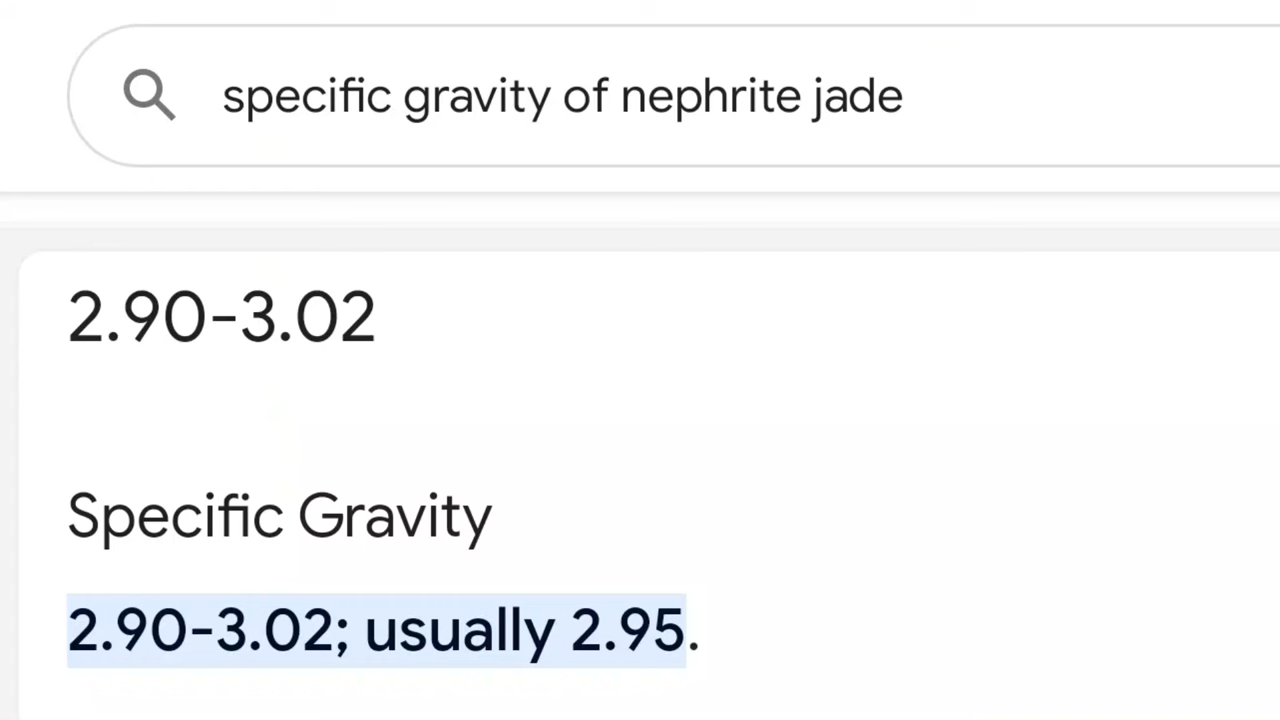 specific gravity of nephrite jade
2.90-3.02
Specific Gravity
2.90-3.02; usually 2.95.